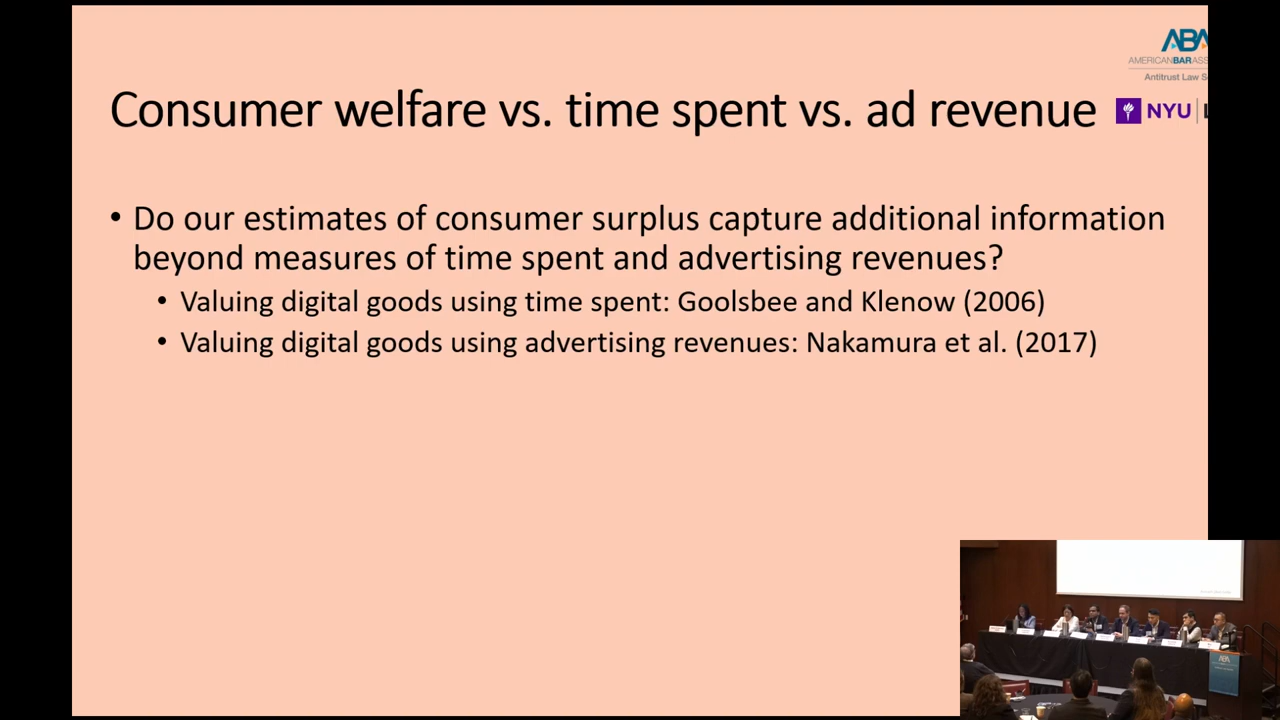 ABA
AMERICANBARASS
Antitrust Law S
Consumer welfare vs. time spent vs. ad revenue
NYU
• Do our estimates of consumer surplus capture additional information
beyond measures of time spent and advertising revenues?
• Valuing digital goods using time spent: Goolsbee and Klenow (2006)
• Valuing digital goods using advertising revenues: Nakamura et al. (2017)
ABA